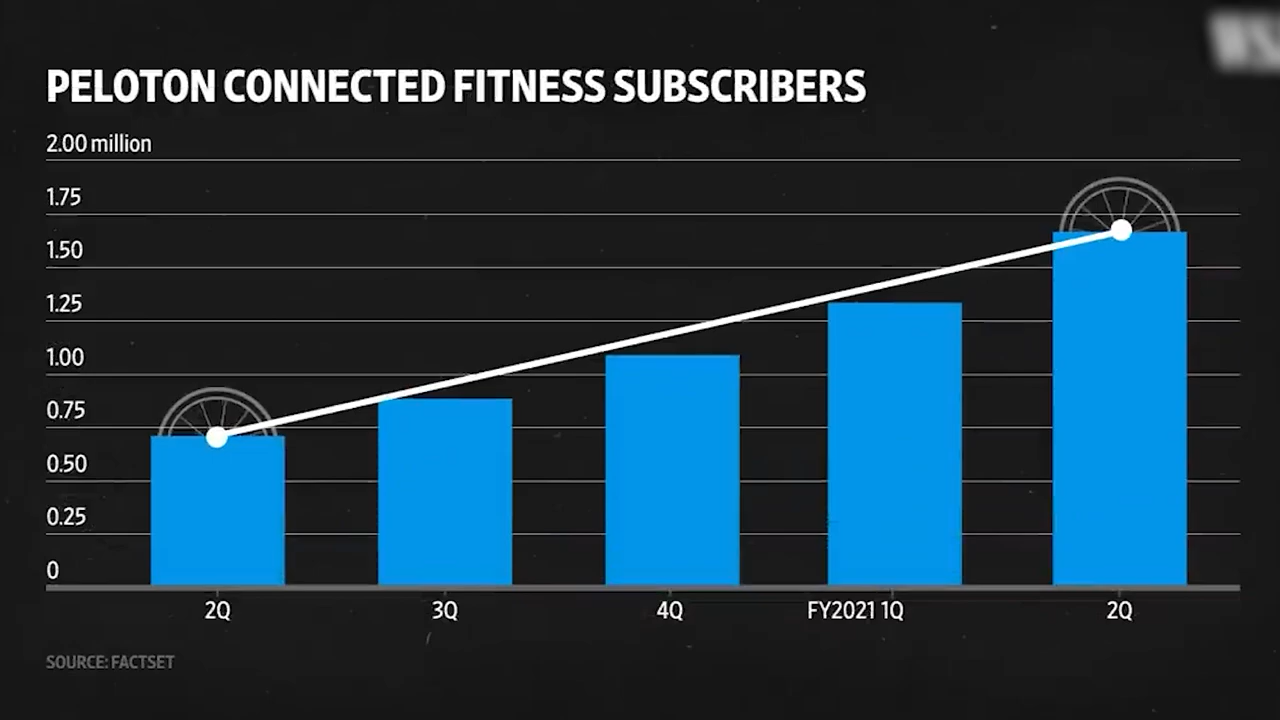 PELOTON CONNECTED FITNESS SUBSCRIBERS
2.00 million
1.75
1.50
1.25
1.00
0.75
0.50
0.25
0
2Q 3Q 4Q FY2021 1Q 2Q
SOURCE: FACTSET